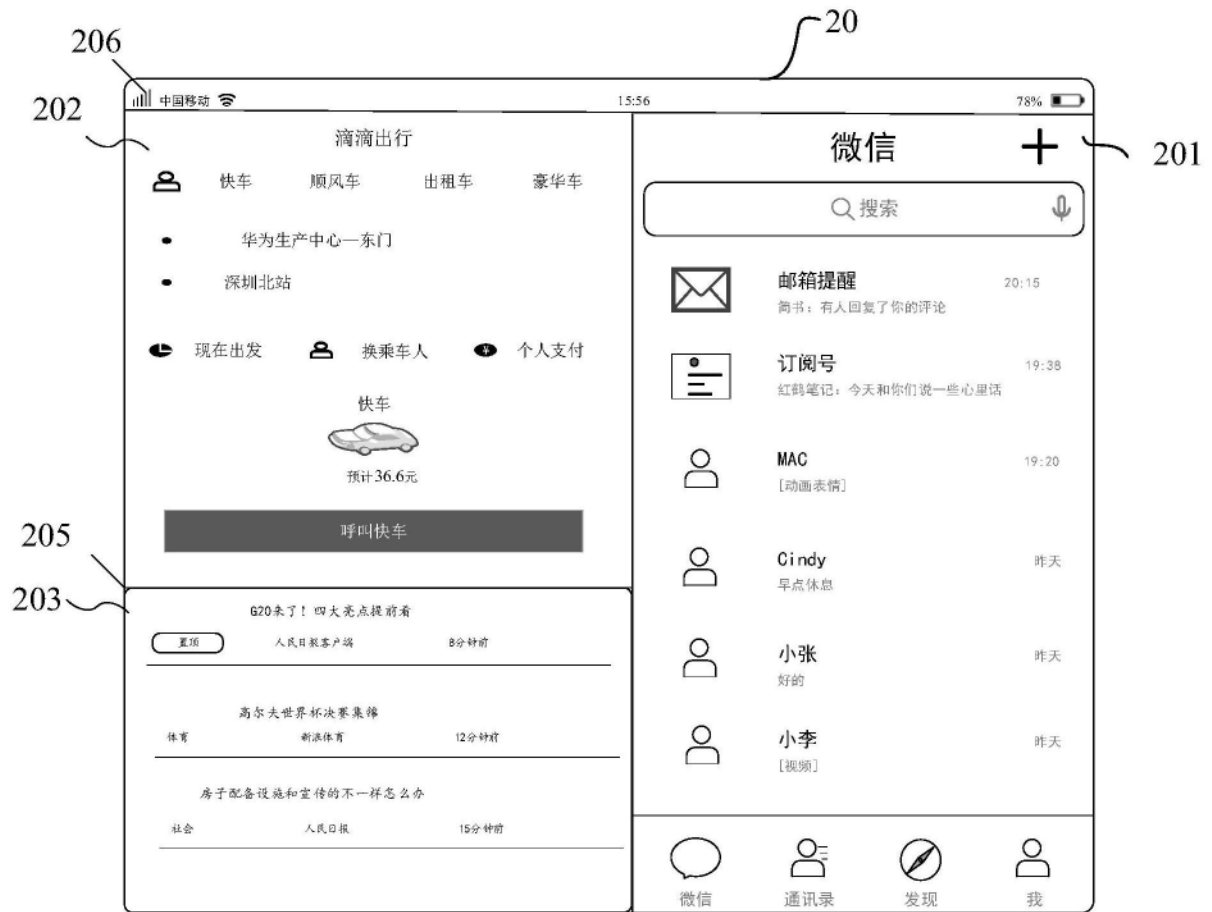 20
206
中国移动
15:56
78%
202
滴滴出行
快车 顺风车 出租车 豪华车
华为生产中心—东门
深圳北站
现在出发 换乘车人 ¥ 个人支付
快车
预计36.6元
呼叫快车
205
203
G20来了！四大亮点提前看
置顶 人民日报客户端 8分钟前
高尔夫世界杯决赛集锦
体育 新浪体育 12分钟前
房子配备设施和宣传的不一样怎么办
社会 人民日报 15分钟前
微信
201
搜索
邮箱提醒 20:15
简书：有人回复了你的评论
订阅号 19:38
红鹤笔记：今天和你们说一些心里话
MAC 19:20
[动画表情]
Cindy 昨天
早点休息
小张 昨天
好的
小李 昨天
[视频]
微信 通讯录 发现 我